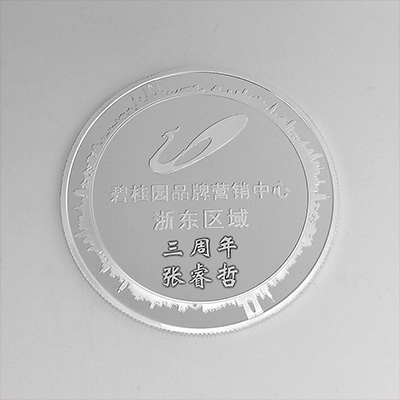 碧桂园品牌营销中心
浙东区域
三周年
张睿哲